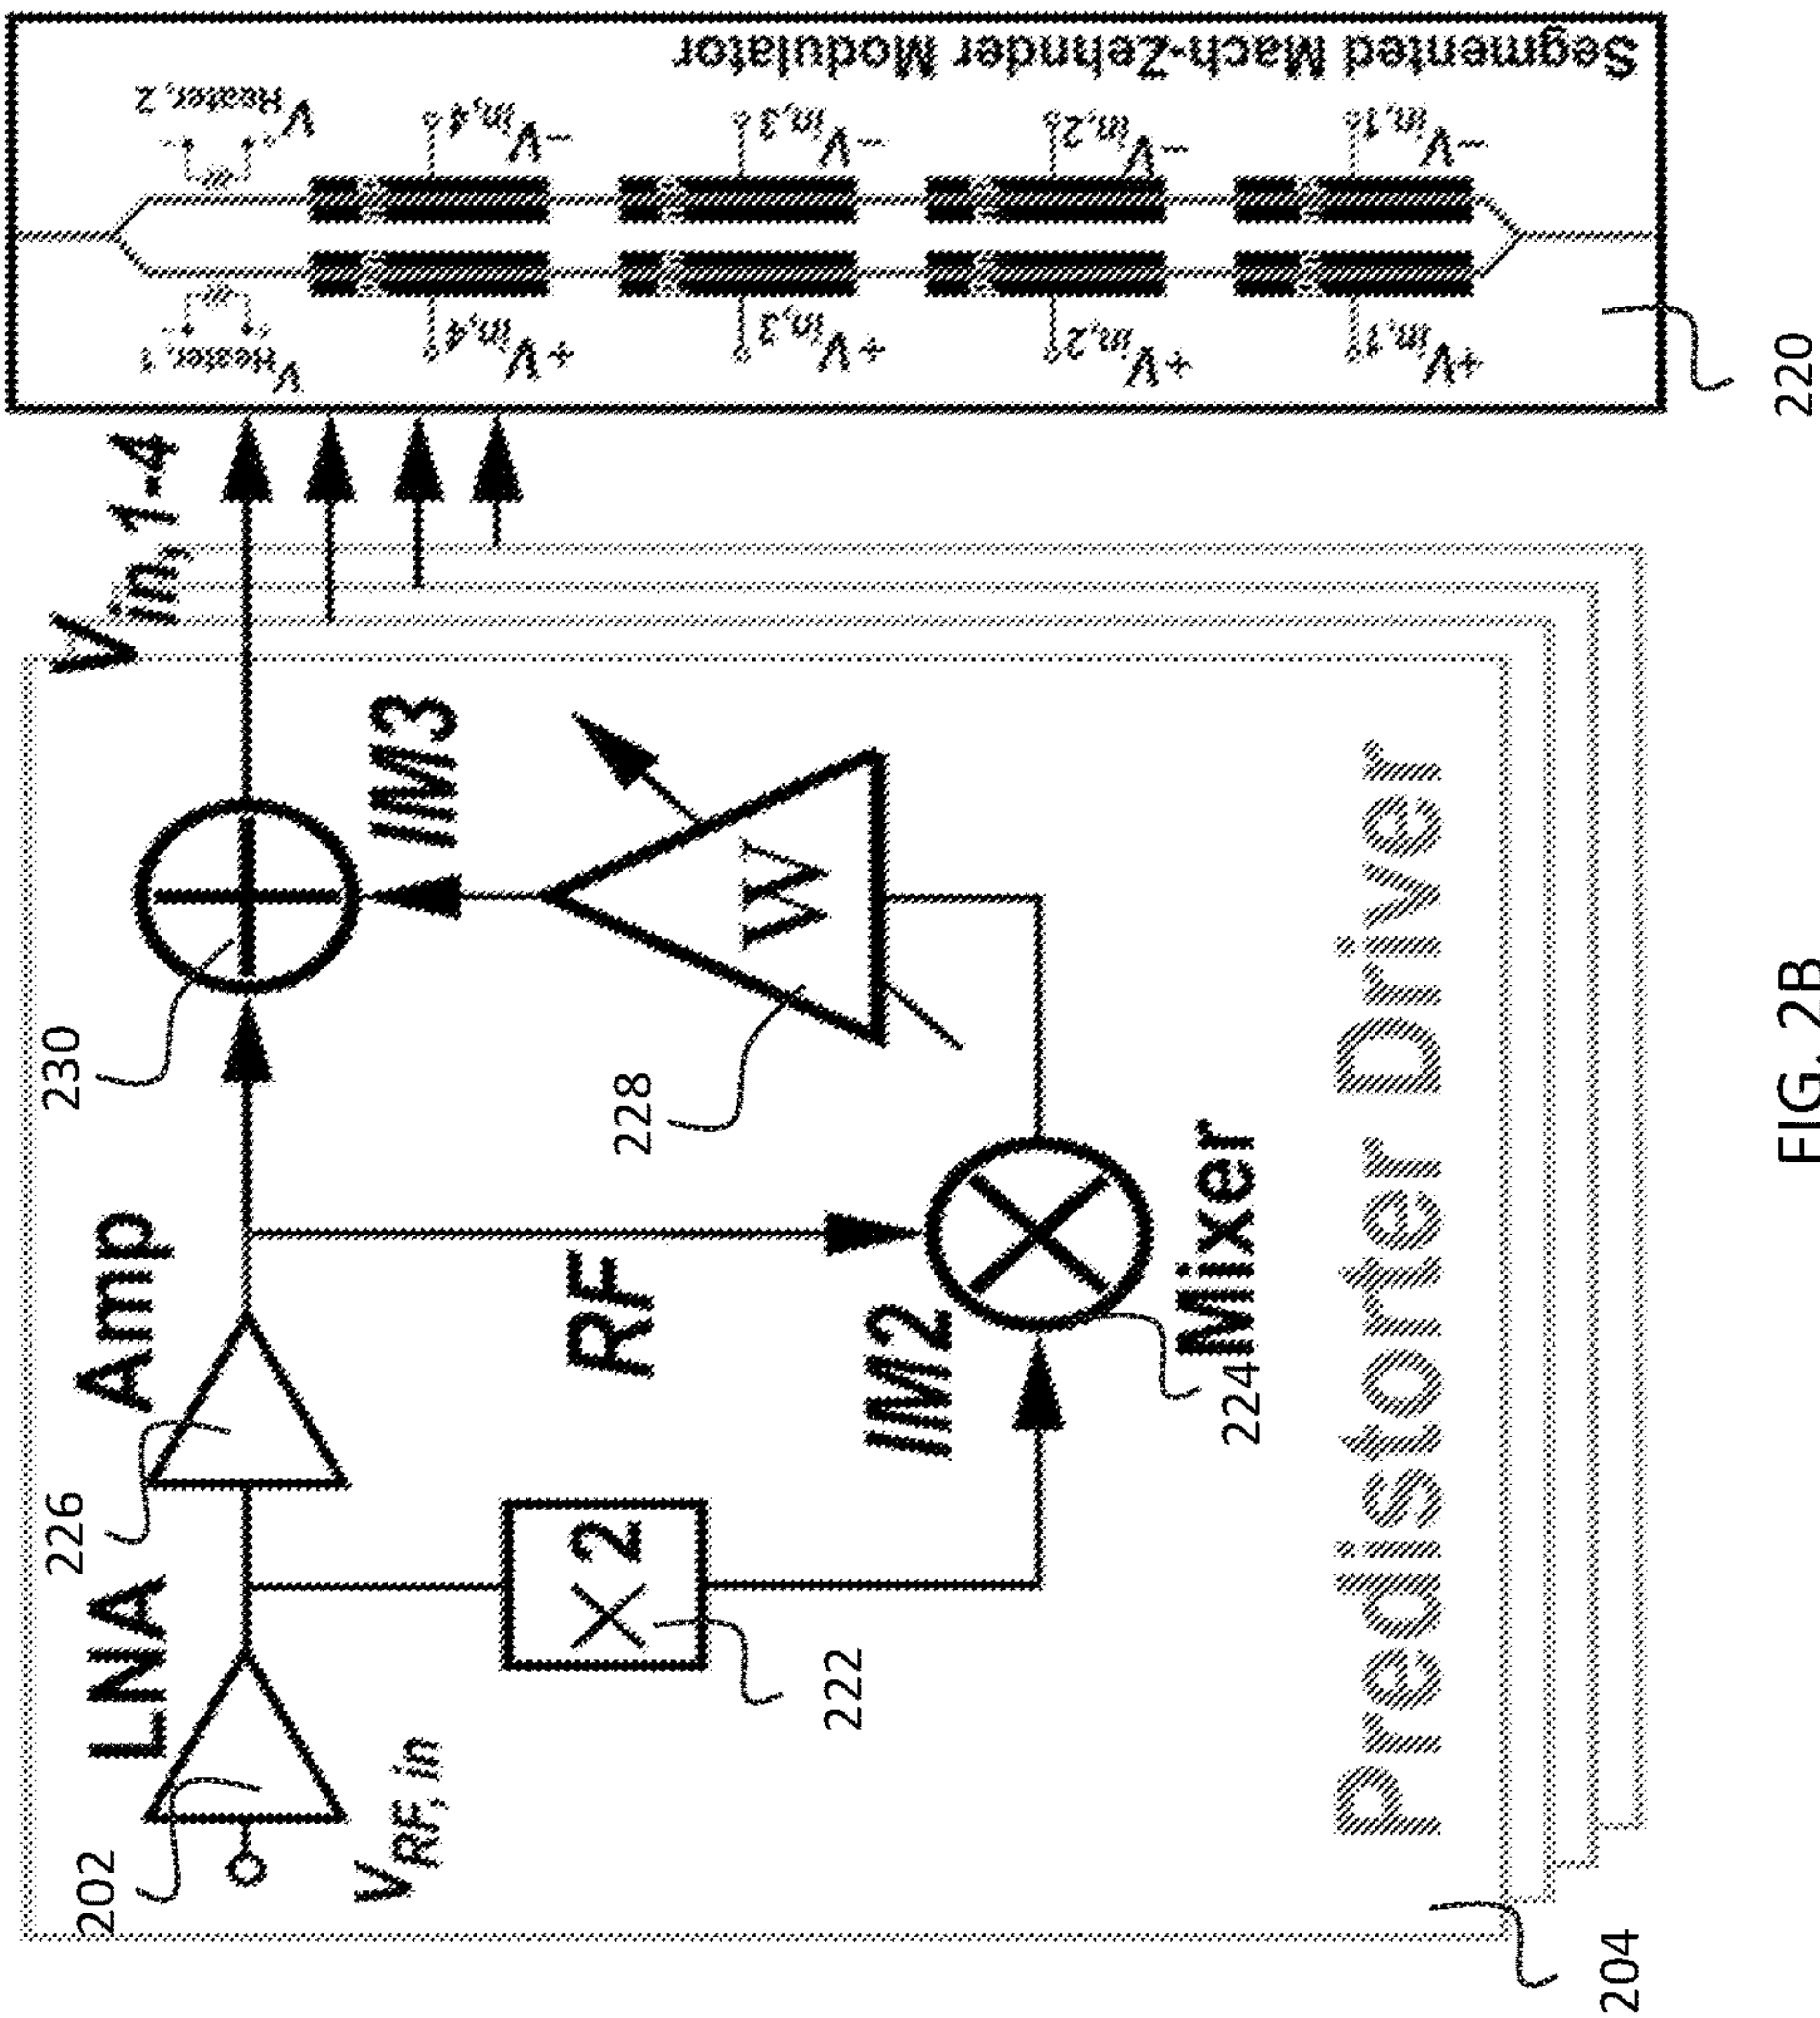 LNA
Amp
V_in, 1-4
202
226
230
V_RF, in
RF
IM3
228
W
×2
222
IM2
224
Mixer
Predistorter Driver
204
V_Heater, 1
V_Heater, 2
+V_in,4
-V_in,4
+V_in,3
-V_in,3
+V_in,2
-V_in,2
+V_in,1
-V_in,1
Segmented Mach-Zehnder Modulator
220
FIG. 2B